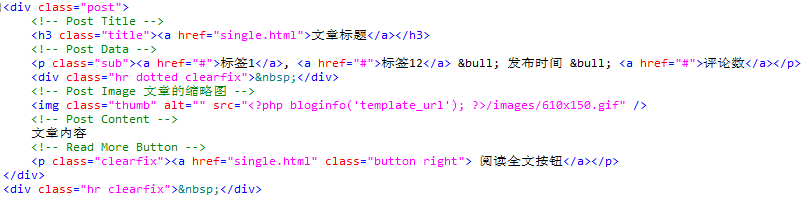 <div class="post">
<!-- Post Title -->
<h3 class="title"><a href="single.html">文章标题</a></h3>
<!-- Post Data -->
<p class="sub"><a href="#">标签1</a>, <a href="#">标签12</a> &bull; 发布时间 &bull; <a href="#">评论数</a></p>
<div class="hr dotted clearfix">&nbsp;</div>
<!-- Post Image 文章的缩略图 -->
<img class="thumb" alt="" src="<?php bloginfo('template_url'); ?>/images/610x150.gif" />
<!-- Post Content -->
文章内容
<!-- Read More Button -->
<p class="clearfix"><a href="single.html" class="button right"> 阅读全文按钮</a></p>
</div>
<div class="hr clearfix">&nbsp;</div>